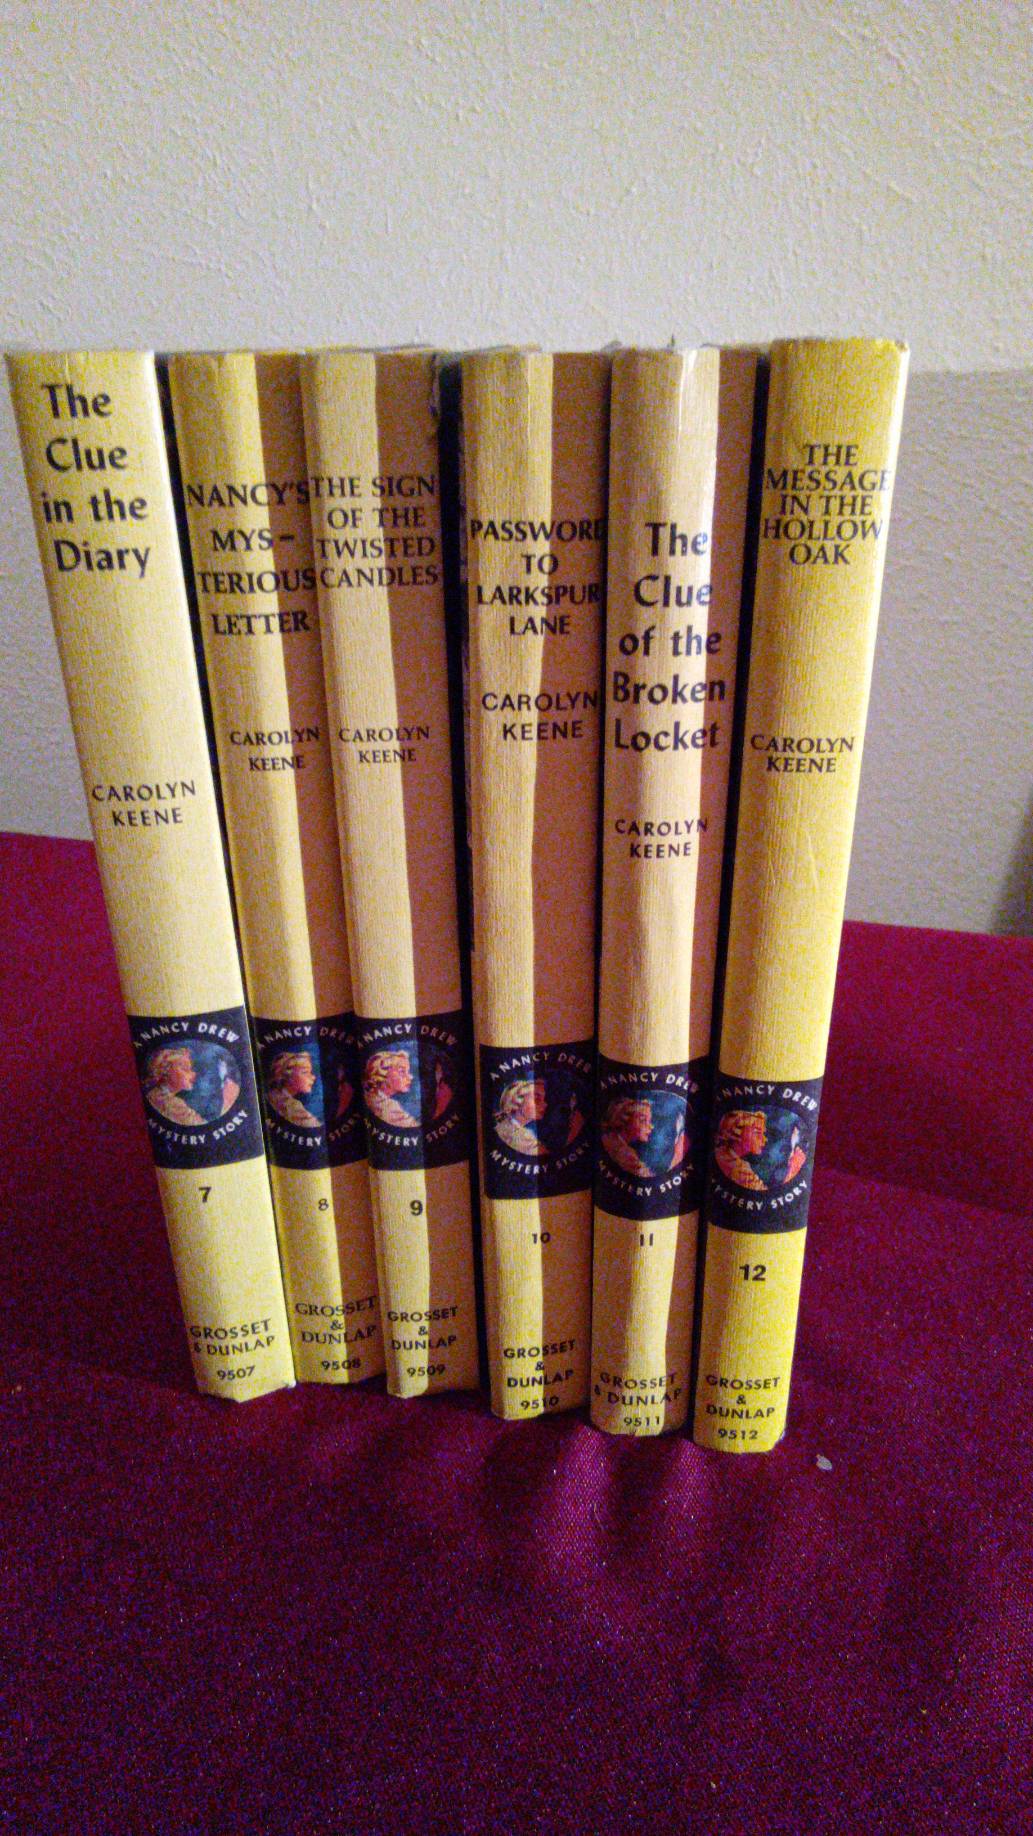 The
Clue
in the
Diary
CAROLYN
KEENE
A NANCY DREW
MYSTERY STORY
7
GROSSET
& DUNLAP
9507
NANCY'S
MYS-
TERIOUS
LETTER
CAROLYN
KEENE
A NANCY DREW
MYSTERY STORY
8
GROSSET
&
DUNLAP
9508
THE SIGN
OF THE
TWISTED
CANDLES
CAROLYN
KEENE
A NANCY DREW
MYSTERY STORY
9
GROSSET
&
DUNLAP
9509
PASSWORD
TO
LARKSPUR
LANE
CAROLYN
KEENE
A NANCY DREW
MYSTERY STORY
10
GROSSET
&
DUNLAP
9510
The
Clue
of the
Broken
Locket
CAROLYN
KEENE
A NANCY DREW
MYSTERY STORY
11
GROSSET
& DUNLAP
9511
THE
MESSAGE
IN THE
HOLLOW
OAK
CAROLYN
KEENE
A NANCY DREW
MYSTERY STORY
12
GROSSET
&
DUNLAP
9512